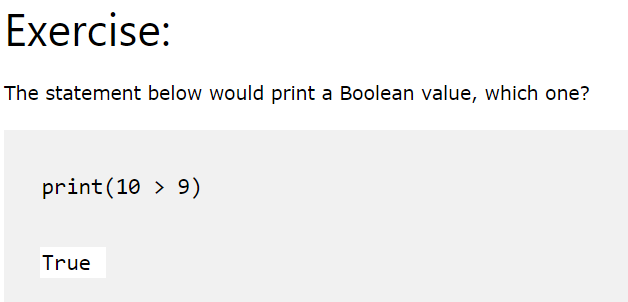 Exercise:
The statement below would print a Boolean value, which one?
print(10 > 9)
True